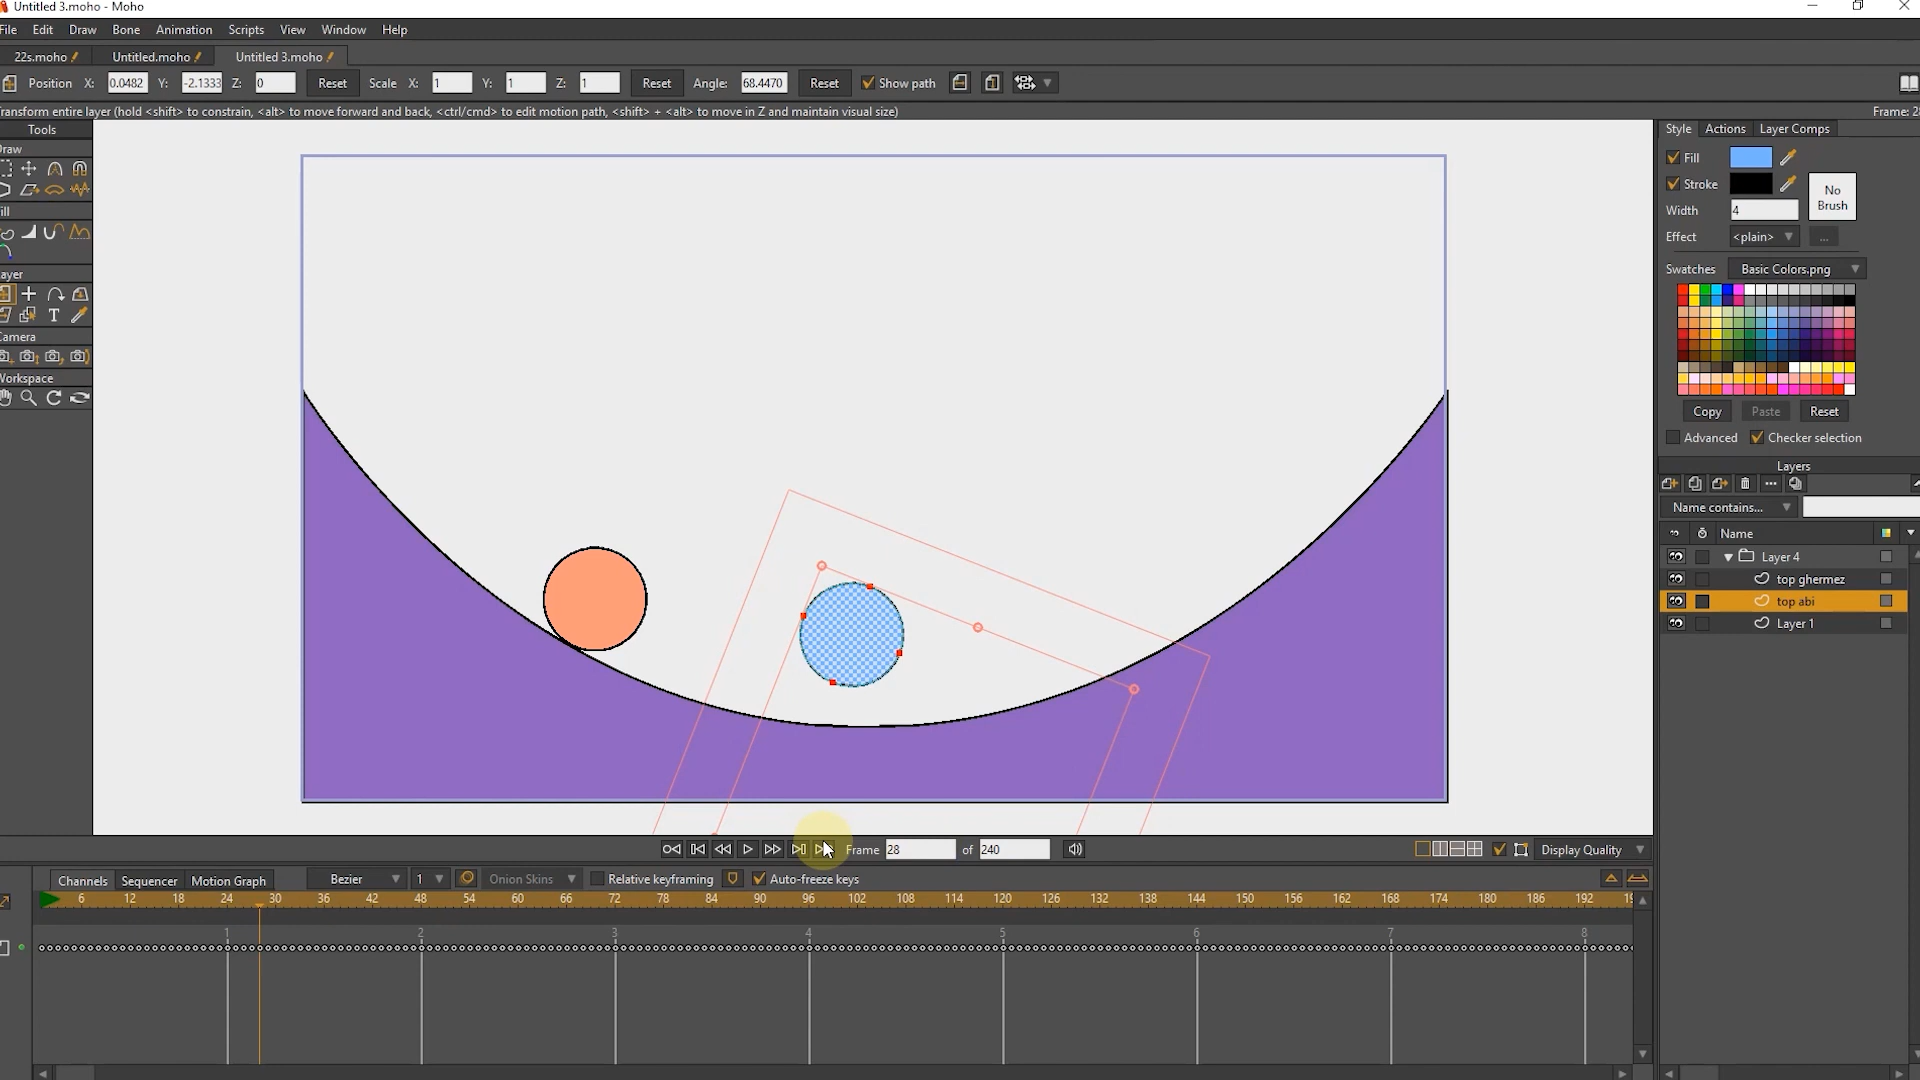 Untitled 3.moho - Moho
File Edit Draw Bone Animation Scripts View Window Help
22s.moho Untitled.moho Untitled 3.moho
Position X: 0.0482 Y: -2.1333 Z: 0 Reset Scale X: 1 Y: 1 Z: 1 Reset Angle: 68.4470 Reset Show path
ransform entire layer (hold <shift> to constrain, <alt> to move forward and back, <ctrl/cmd> to edit motion path, <shift> + <alt> to move in Z and maintain visual size) Frame: 28
Tools
Draw
ill
ayer
T
Camera
Workspace
Style Actions Layer Comps
Fill
Stroke
No
Brush
Width 4
Effect <plain> ...
Swatches Basic Colors.png
Copy Paste Reset
Advanced Checker selection
Layers
Name contains...
Name
Layer 4
top ghermez
top abi
Layer 1
Frame 28 of 240 Display Quality
Channels Sequencer Motion Graph Bezier 1 Onion Skins Relative keyframing Auto-freeze keys
6 12 18 24 30 36 42 48 54 60 66 72 78 84 90 96 102 108 114 120 126 132 138 144 150 156 162 168 174 180 186 192 19
1 2 3 4 5 6 7 8